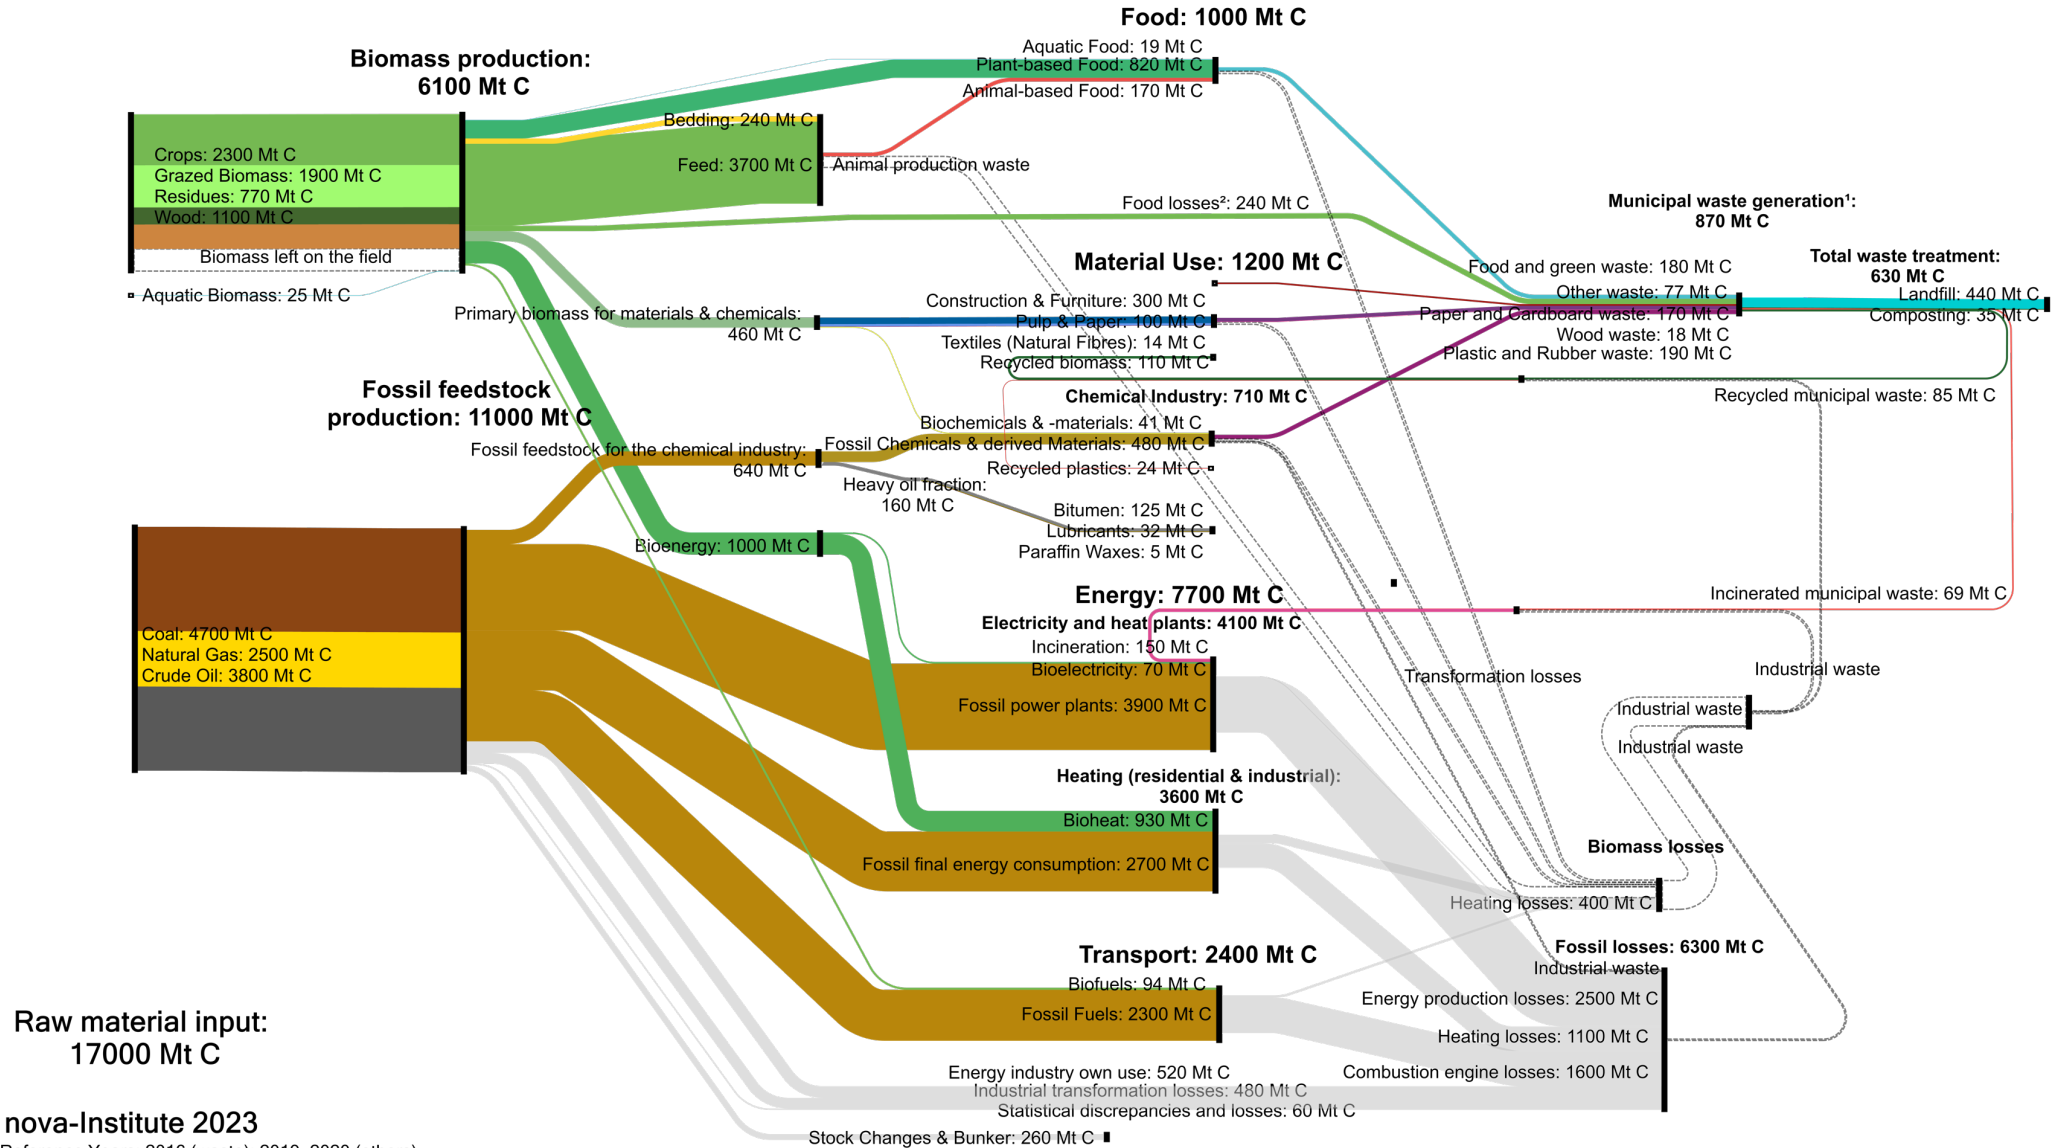 Food: 1000 Mt C
Aquatic Food: 19 Mt C
Plant-based Food: 820 Mt C
Animal-based Food: 170 Mt C
Biomass production:
6100 Mt C
Bedding: 240 Mt C
Feed: 3700 Mt C
Animal production waste
Crops: 2300 Mt C
Grazed Biomass: 1900 Mt C
Residues: 770 Mt C
Wood: 1100 Mt C
Biomass left on the field
Aquatic Biomass: 25 Mt C
Food losses²: 240 Mt C
Municipal waste generation¹:
870 Mt C
Total waste treatment:
630 Mt C
Landfill: 440 Mt C
Composting: 35 Mt C
Food and green waste: 180 Mt C
Other waste: 77 Mt C
Paper and Cardboard waste: 170 Mt C
Wood waste: 18 Mt C
Plastic and Rubber waste: 190 Mt C
Recycled municipal waste: 85 Mt C
Material Use: 1200 Mt C
Construction & Furniture: 300 Mt C
Pulp & Paper: 100 Mt C
Textiles (Natural Fibres): 14 Mt C
Recycled biomass: 110 Mt C
Primary biomass for materials & chemicals:
460 Mt C
Chemical Industry: 710 Mt C
Biochemicals & -materials: 41 Mt C
Fossil Chemicals & derived Materials: 480 Mt C
Recycled plastics: 24 Mt C
Fossil feedstock
production: 11000 Mt C
Fossil feedstock for the chemical industry:
640 Mt C
Heavy oil fraction:
160 Mt C
Bitumen: 125 Mt C
Lubricants: 32 Mt C
Paraffin Waxes: 5 Mt C
Bioenergy: 1000 Mt C
Energy: 7700 Mt C
Electricity and heat plants: 4100 Mt C
Incineration: 150 Mt C
Bioelectricity: 70 Mt C
Fossil power plants: 3900 Mt C
Incinerated municipal waste: 69 Mt C
Coal: 4700 Mt C
Natural Gas: 2500 Mt C
Crude Oil: 3800 Mt C
Transformation losses
Industrial waste
Industrial waste
Industrial waste
Heating (residential & industrial):
3600 Mt C
Bioheat: 930 Mt C
Fossil final energy consumption: 2700 Mt C
Biomass losses
Heating losses: 400 Mt C
Transport: 2400 Mt C
Biofuels: 94 Mt C
Fossil Fuels: 2300 Mt C
Fossil losses: 6300 Mt C
Industrial waste
Energy production losses: 2500 Mt C
Heating losses: 1100 Mt C
Combustion engine losses: 1600 Mt C
Energy industry own use: 520 Mt C
Industrial transformation losses: 480 Mt C
Statistical discrepancies and losses: 60 Mt C
Stock Changes & Bunker: 260 Mt C
Raw material input:
17000 Mt C
nova-Institute 2023